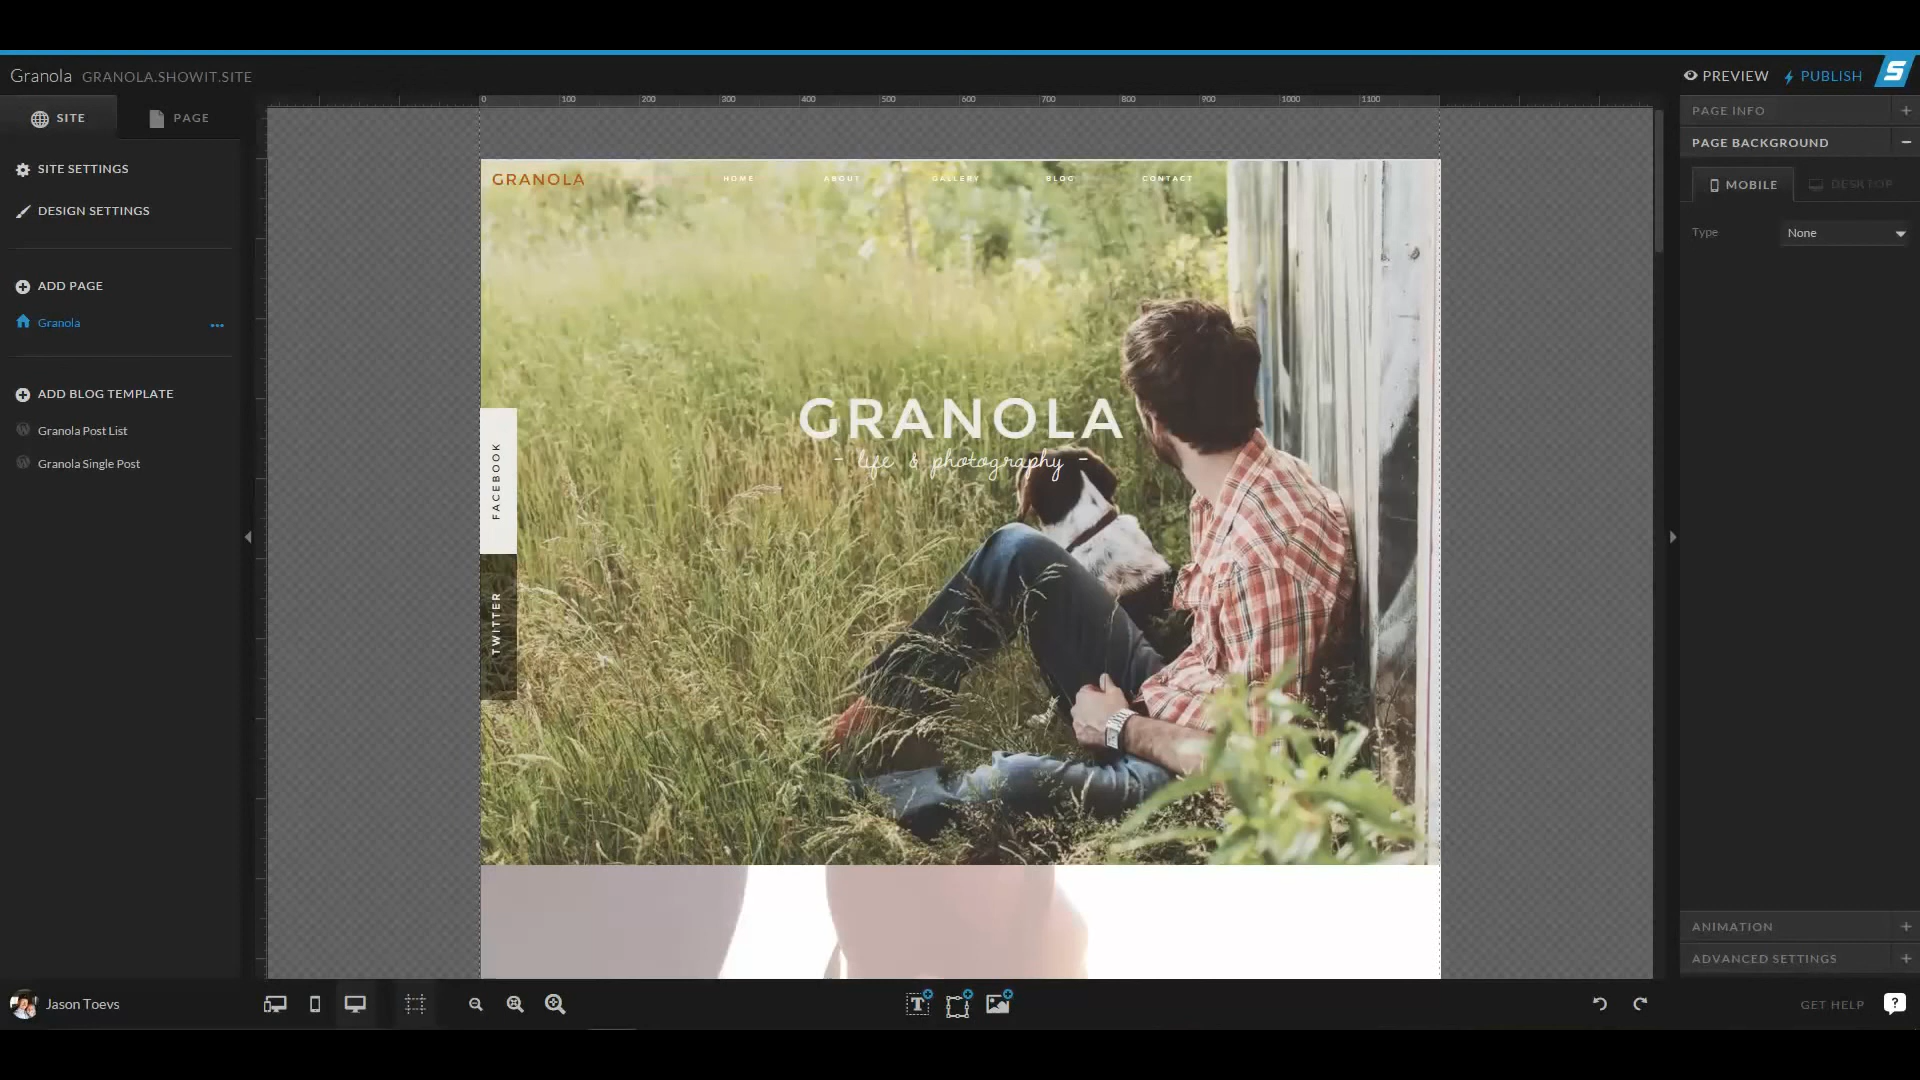 Granola GRANOLA.SHOWIT.SITE
PREVIEW PUBLISH
SITE PAGE
SITE SETTINGS
DESIGN SETTINGS
ADD PAGE
Granola
ADD BLOG TEMPLATE
Granola Post List
Granola Single Post
0 100 200 300 400 500 600 700 800 900 1000 1100
GRANOLA HOME ABOUT GALLERY BLOG CONTACT
GRANOLA
- life & photography -
FACEBOOK
TWITTER
PAGE INFO
PAGE BACKGROUND
MOBILE DESKTOP
Type None
ANIMATION
ADVANCED SETTINGS
Jason Toevs
T
GET HELP ?